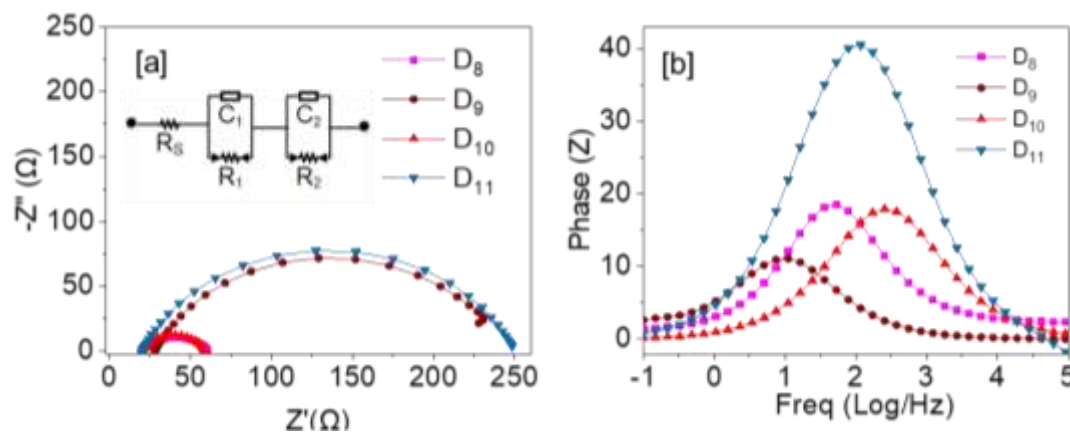 [a]
-Z'' (Ω)
250
200
150
100
50
0
0 50 100 150 200 250
Z'(Ω)
D₈
D₉
D₁₀
D₁₁
R_S
C₁
R₁
C₂
R₂
[b]
Phase (Z)
40
30
20
10
0
-1 0 1 2 3 4 5
Freq (Log/Hz)
D₈
D₉
D₁₀
D₁₁